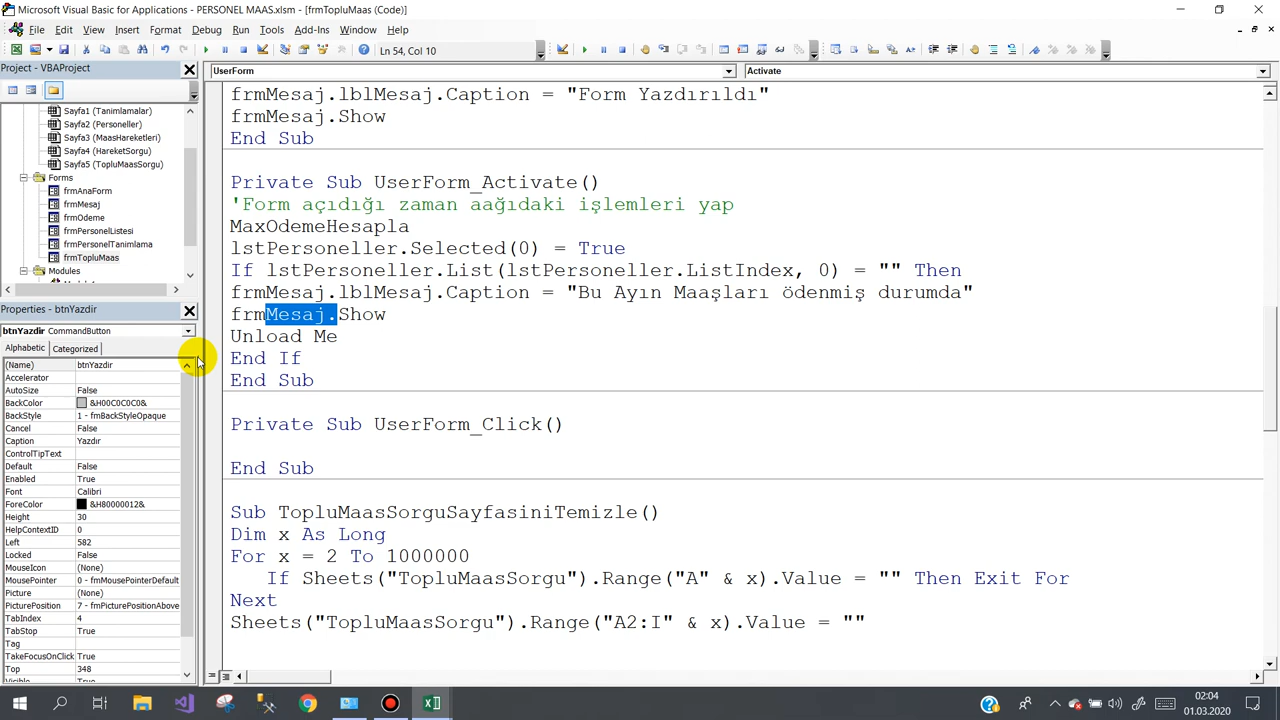 Microsoft Visual Basic for Applications - PERSONEL MAAS.xlsm - [frmTopluMaas (Code)]
File Edit View Insert Format Debug Run Tools Add-Ins Window Help
Ln 54, Col 10
Project - VBAProject
Sayfa1 (Tanimlamalar)
Sayfa2 (Personeller)
Sayfa3 (MaasHareketleri)
Sayfa4 (HareketSorgu)
Sayfa5 (TopluMaasSorgu)
Forms
frmAnaForm
frmMesaj
frmOdeme
frmPersonelListesi
frmPersonelTanimlama
frmTopluMaas
Modules
Properties - btnYazdir
btnYazdir CommandButton
Alphabetic Categorized
(Name) btnYazdir
Accelerator
AutoSize False
BackColor &H00C0C0C0&
BackStyle 1 - fmBackStyleOpaque
Cancel False
Caption Yazdır
ControlTipText
Default False
Enabled True
Font Calibri
ForeColor &H80000012&
Height 30
HelpContextID 0
Left 582
Locked False
MouseIcon (None)
MousePointer 0 - fmMousePointerDefault
Picture (None)
PicturePosition 7 - fmPicturePositionAbove
TabIndex 4
TabStop True
Tag
TakeFocusOnClick True
Top 348
Visible True
UserForm Activate
frmMesaj.lblMesaj.Caption = "Form Yazdırıldı"
frmMesaj.Show
End Sub
Private Sub UserForm_Activate()
'Form açıdığı zaman aağıdaki işlemleri yap
MaxOdemeHesapla
lstPersoneller.Selected(0) = True
If lstPersoneller.List(lstPersoneller.ListIndex, 0) = "" Then
frmMesaj.lblMesaj.Caption = "Bu Ayın Maaşları ödenmiş durumda"
frmMesaj.Show
Unload Me
End If
End Sub
Private Sub UserForm_Click()
End Sub
Sub TopluMaasSorguSayfasiniTemizle()
Dim x As Long
For x = 2 To 1000000
If Sheets("TopluMaasSorgu").Range("A" & x).Value = "" Then Exit For
Next
Sheets("TopluMaasSorgu").Range("A2:I" & x).Value = ""
02:04
01.03.2020